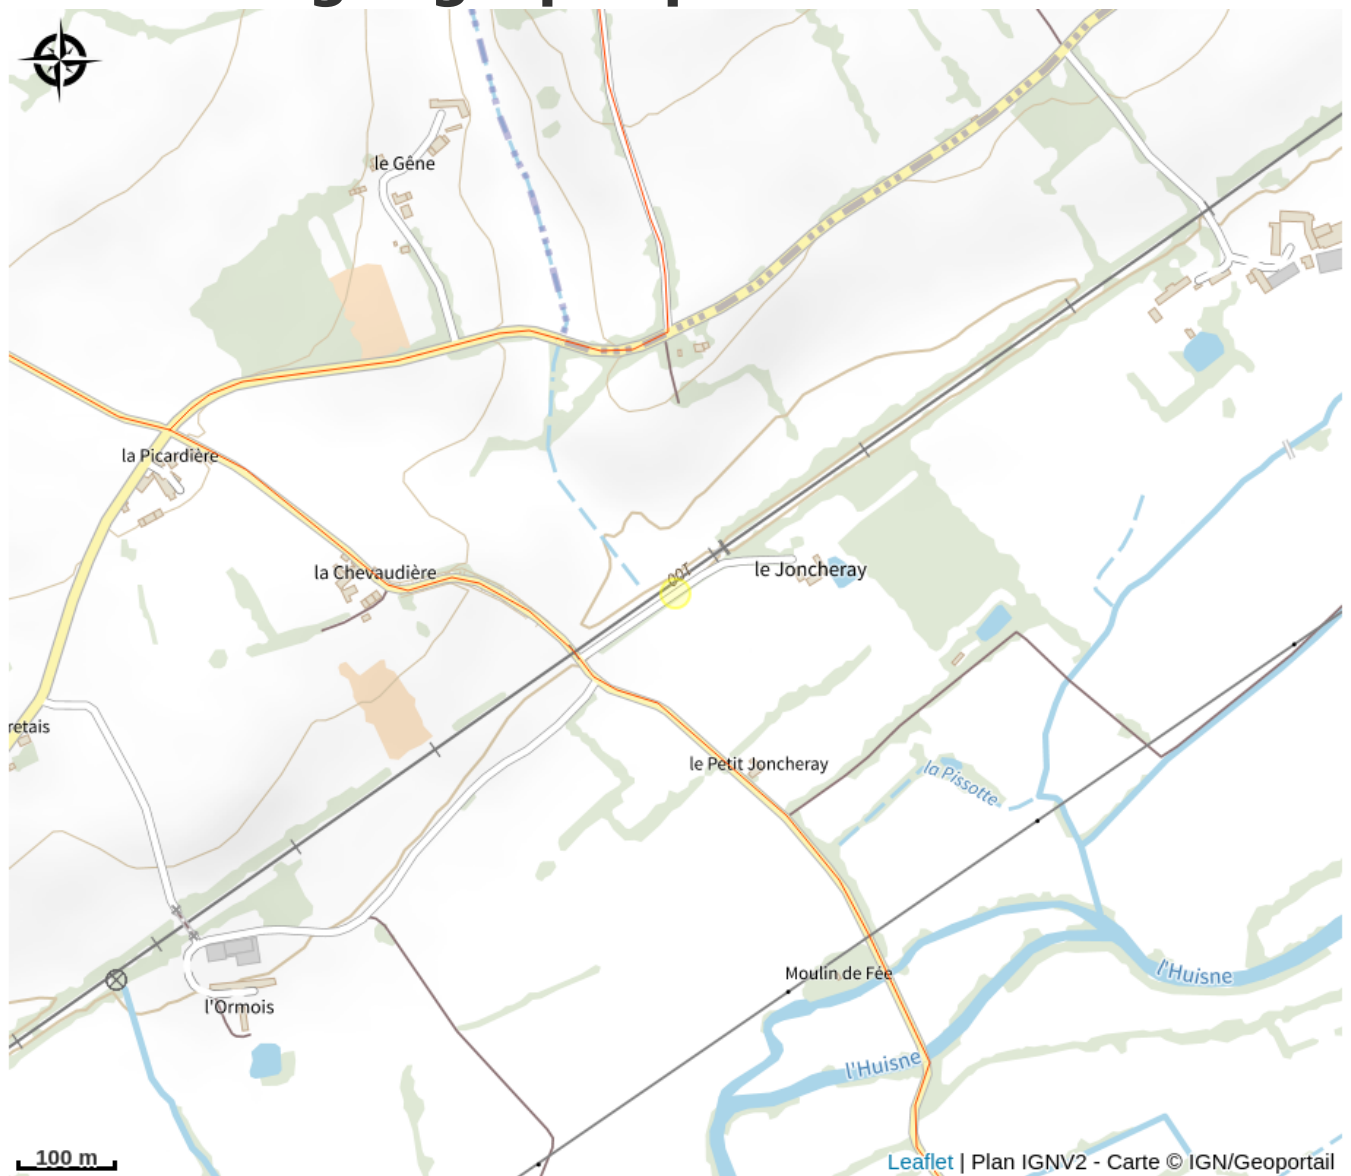 le Gêne
la Picardière
la Chevaudière
100
le Joncheray
retais
le Petit Joncheray
la Pissotte
Moulin de Fée
l'Huisne
l'Ormois
l'Huisne
100 m
Leaflet | Plan IGNV2 - Carte © IGN/Geoportail